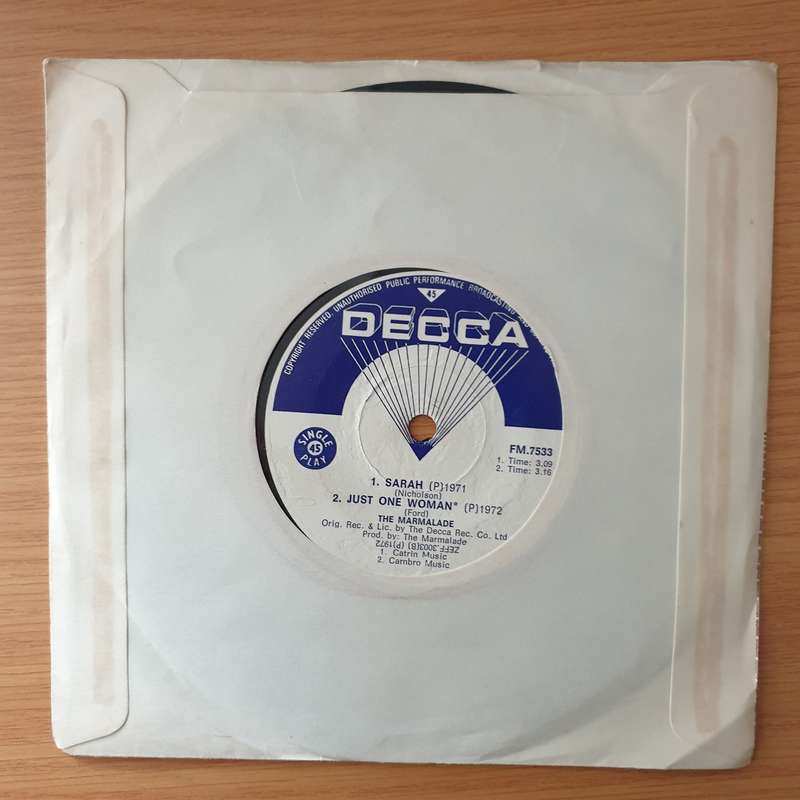 COPYRIGHT RESERVED. UNAUTHORISED PUBLIC PERFORMANCE BROADCASTING AND
45
DECCA
SINGLE
45
PLAY
FM.7533
1. Time: 3.09
2. Time: 3.16
1. SARAH (P)1971
(Nicholson)
2. JUST ONE WOMAN* (P)1972
(Ford)
THE MARMALADE
Orig. Rec. & Lic. by The Decca Rec. Co. Ltd
Prod. by: The Marmalade
ZEFF.3003(B) (P)1972
1. Catrin Music
2. Cambro Music